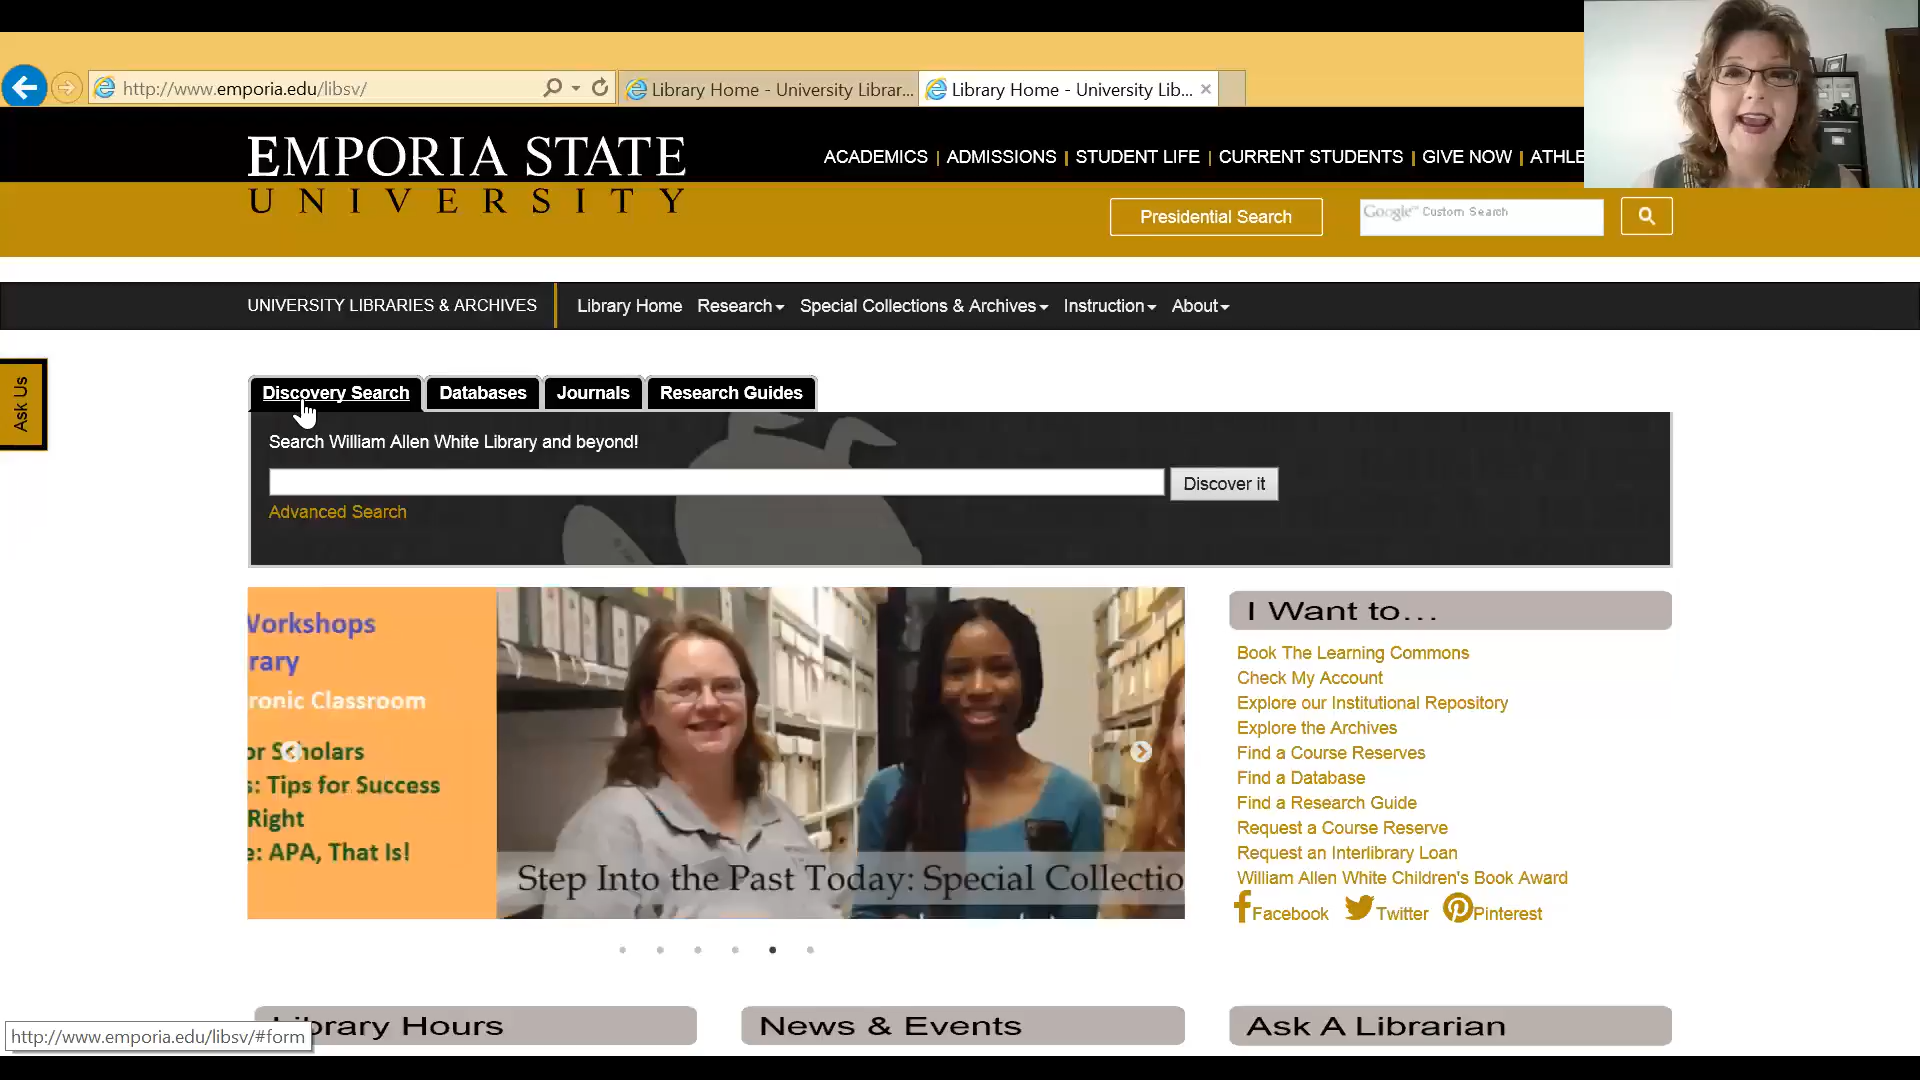 http://www.emporia.edu/libsv/
Library Home - University Librar...
Library Home - University Lib...
EMPORIA STATE
UNIVERSITY
ACADEMICS | ADMISSIONS | STUDENT LIFE | CURRENT STUDENTS | GIVE NOW | ATHLE
Presidential Search
Google™ Custom Search
UNIVERSITY LIBRARIES & ARCHIVES
Library Home Research Special Collections & Archives Instruction About
Ask Us
Discovery Search Databases Journals Research Guides
Search William Allen White Library and beyond!
Discover it
Advanced Search
Workshops
rary
ronic Classroom
or Scholars
s: Tips for Success
Right
e: APA, That Is!
Step Into the Past Today: Special Collectio
I Want to...
Book The Learning Commons
Check My Account
Explore our Institutional Repository
Explore the Archives
Find a Course Reserves
Find a Database
Find a Research Guide
Request a Course Reserve
Request an Interlibrary Loan
William Allen White Children's Book Award
Facebook Twitter Pinterest
Library Hours
News & Events
Ask A Librarian
http://www.emporia.edu/libsv/#form